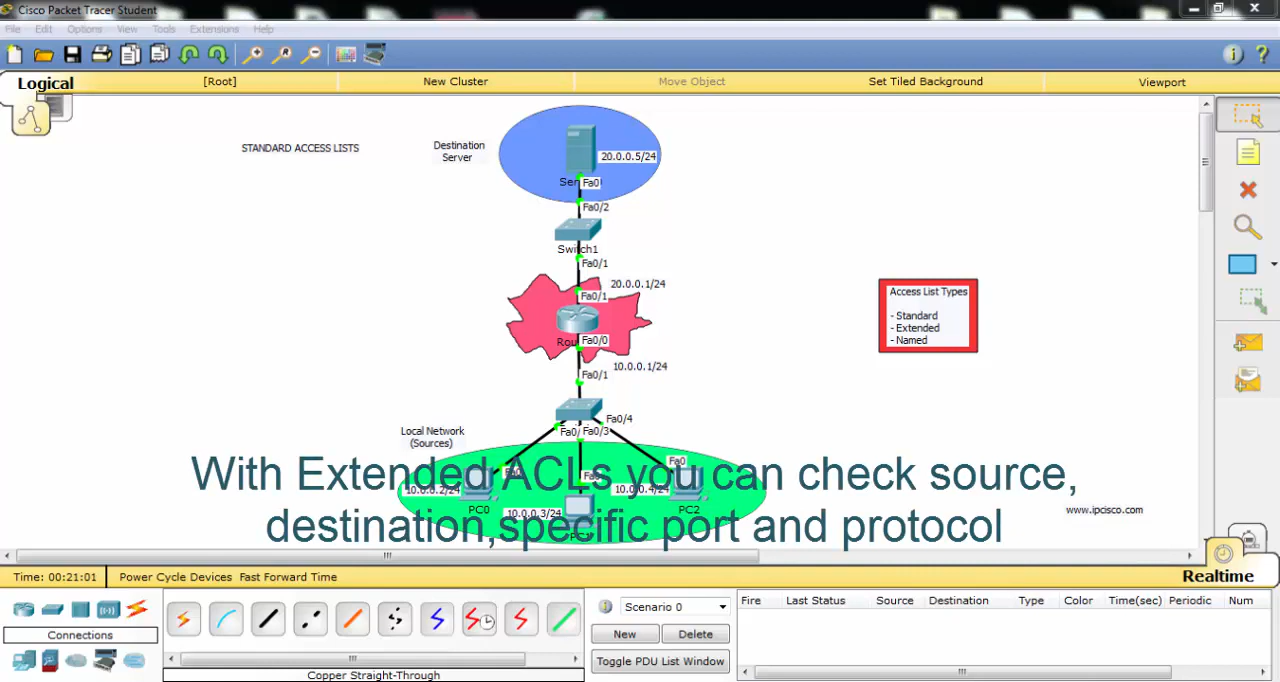 Cisco Packet Tracer Student
File Edit Options View Tools Extensions Help
Logical
[Root]
New Cluster
Move Object
Set Tiled Background
Viewport
STANDARD ACCESS LISTS
Destination
Server
20.0.0.5/24
Fa0
Fa0/2
Switch1
Fa0/1
20.0.0.1/24
Fa0/1
Fa0/0
10.0.0.1/24
Fa0/1
Access List Types
- Standard
- Extended
- Named
Fa0/4
Fa0/3
Local Network
(Sources)
Fa0
With Extended ACLs you can check source,
destination,specific port and protocol
10.0.0.4/24
PC0
10.0.0.3/24
PC2
www.ipcisco.com
Realtime
Time: 00:21:01
Power Cycle Devices Fast Forward Time
Connections
Copper Straight-Through
Scenario 0
New
Delete
Toggle PDU List Window
Fire Last Status Source Destination Type Color Time(sec) Periodic Num